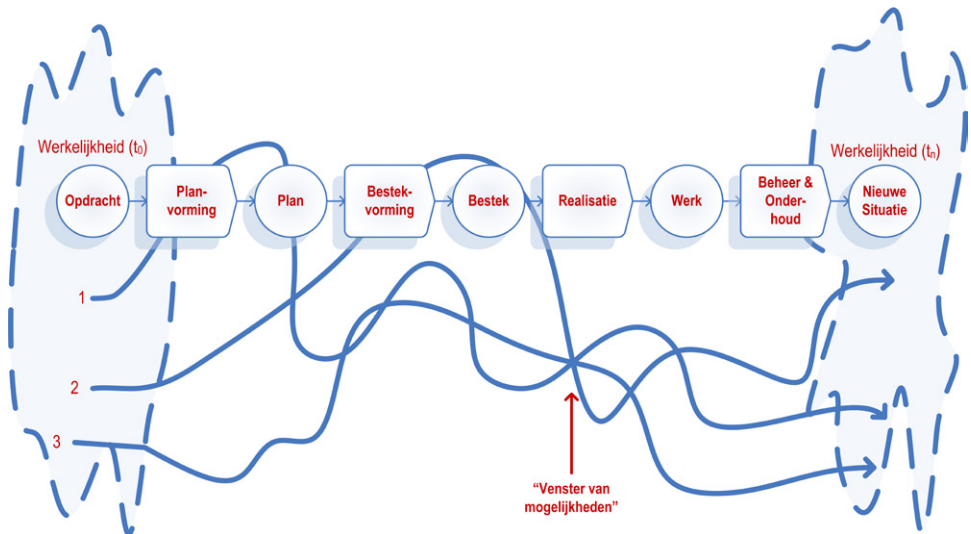 Werkelijkheid (t₀)
Werkelijkheid (tₙ)
Opdracht
Plan-
vorming
Plan
Bestek-
vorming
Bestek
Realisatie
Werk
Beheer &
Onder-
houd
Nieuwe
Situatie
1
2
3
“Venster van
mogelijkheden”